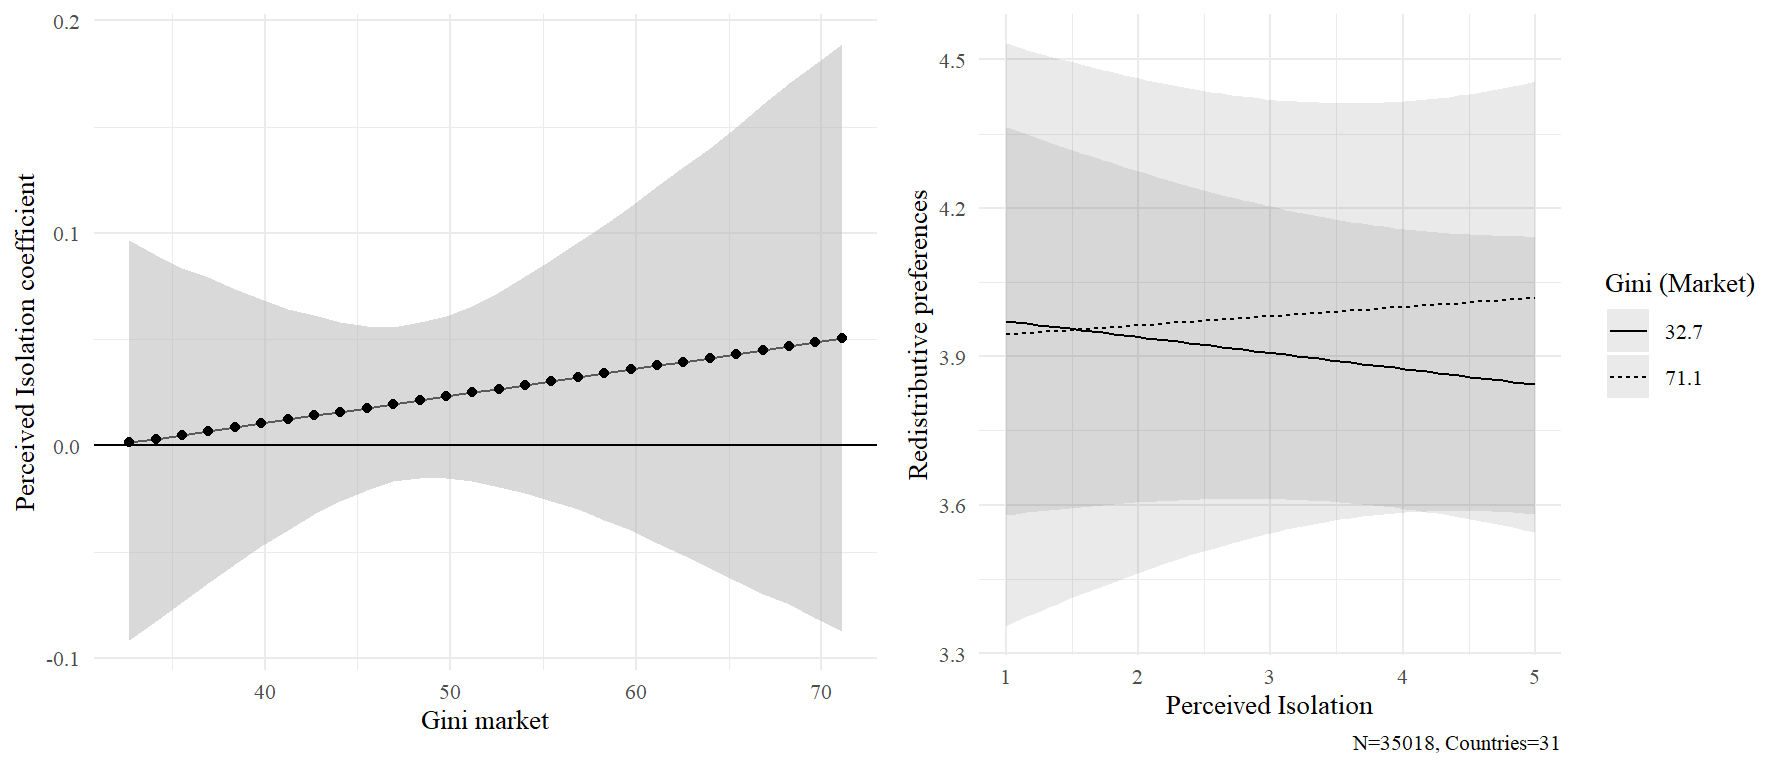 Perceived Isolation coefficient
0.2
0.1
0.0
-0.1
40 50 60 70
Gini market
Redistributive preferences
4.5
4.2
3.9
3.6
3.3
1 2 3 4 5
Perceived Isolation
Gini (Market)
32.7
71.1
N=35018, Countries=31